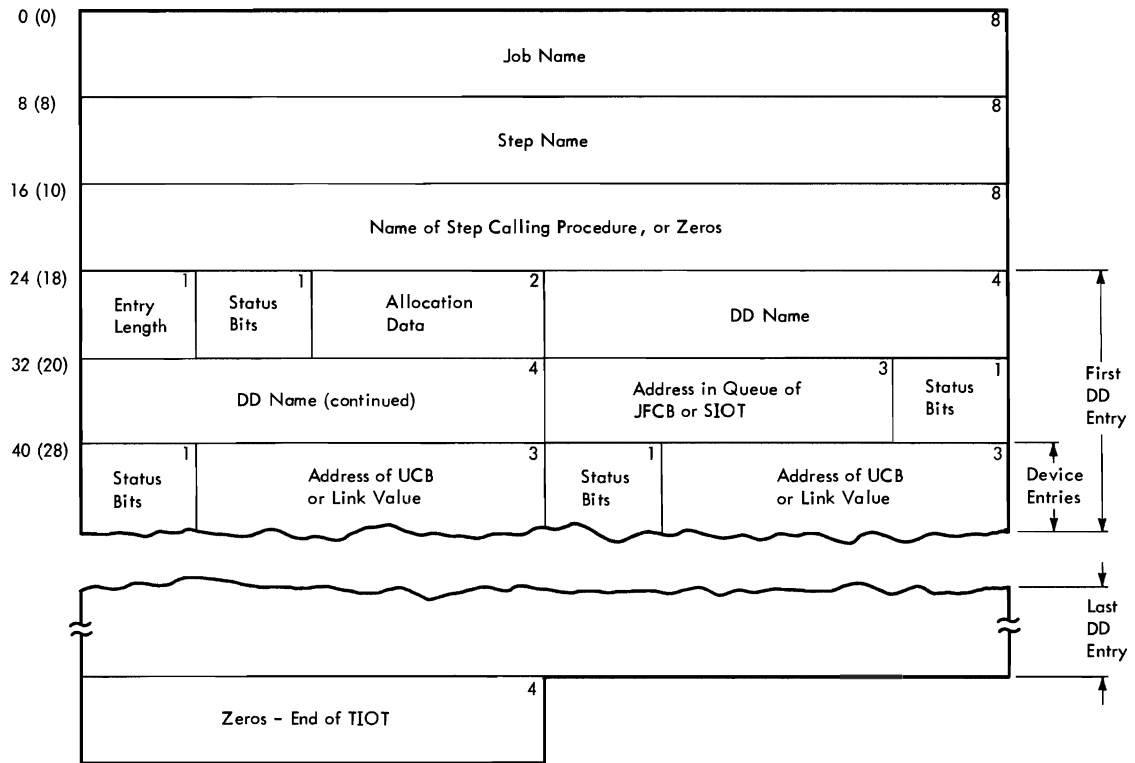 0 (0)
8
Job Name
8 (8)
8
Step Name
16 (10)
8
Name of Step Calling Procedure, or Zeros
24 (18)
1
Entry
Length
1
Status
Bits
2
Allocation
Data
4
DD Name
32 (20)
4
DD Name (continued)
3
Address in Queue of
JFCB or SIOT
1
Status
Bits
First
DD
Entry
40 (28)
1
Status
Bits
3
Address of UCB
or Link Value
1
Status
Bits
3
Address of UCB
or Link Value
Device
Entries
Last
DD
Entry
4
Zeros - End of TIOT